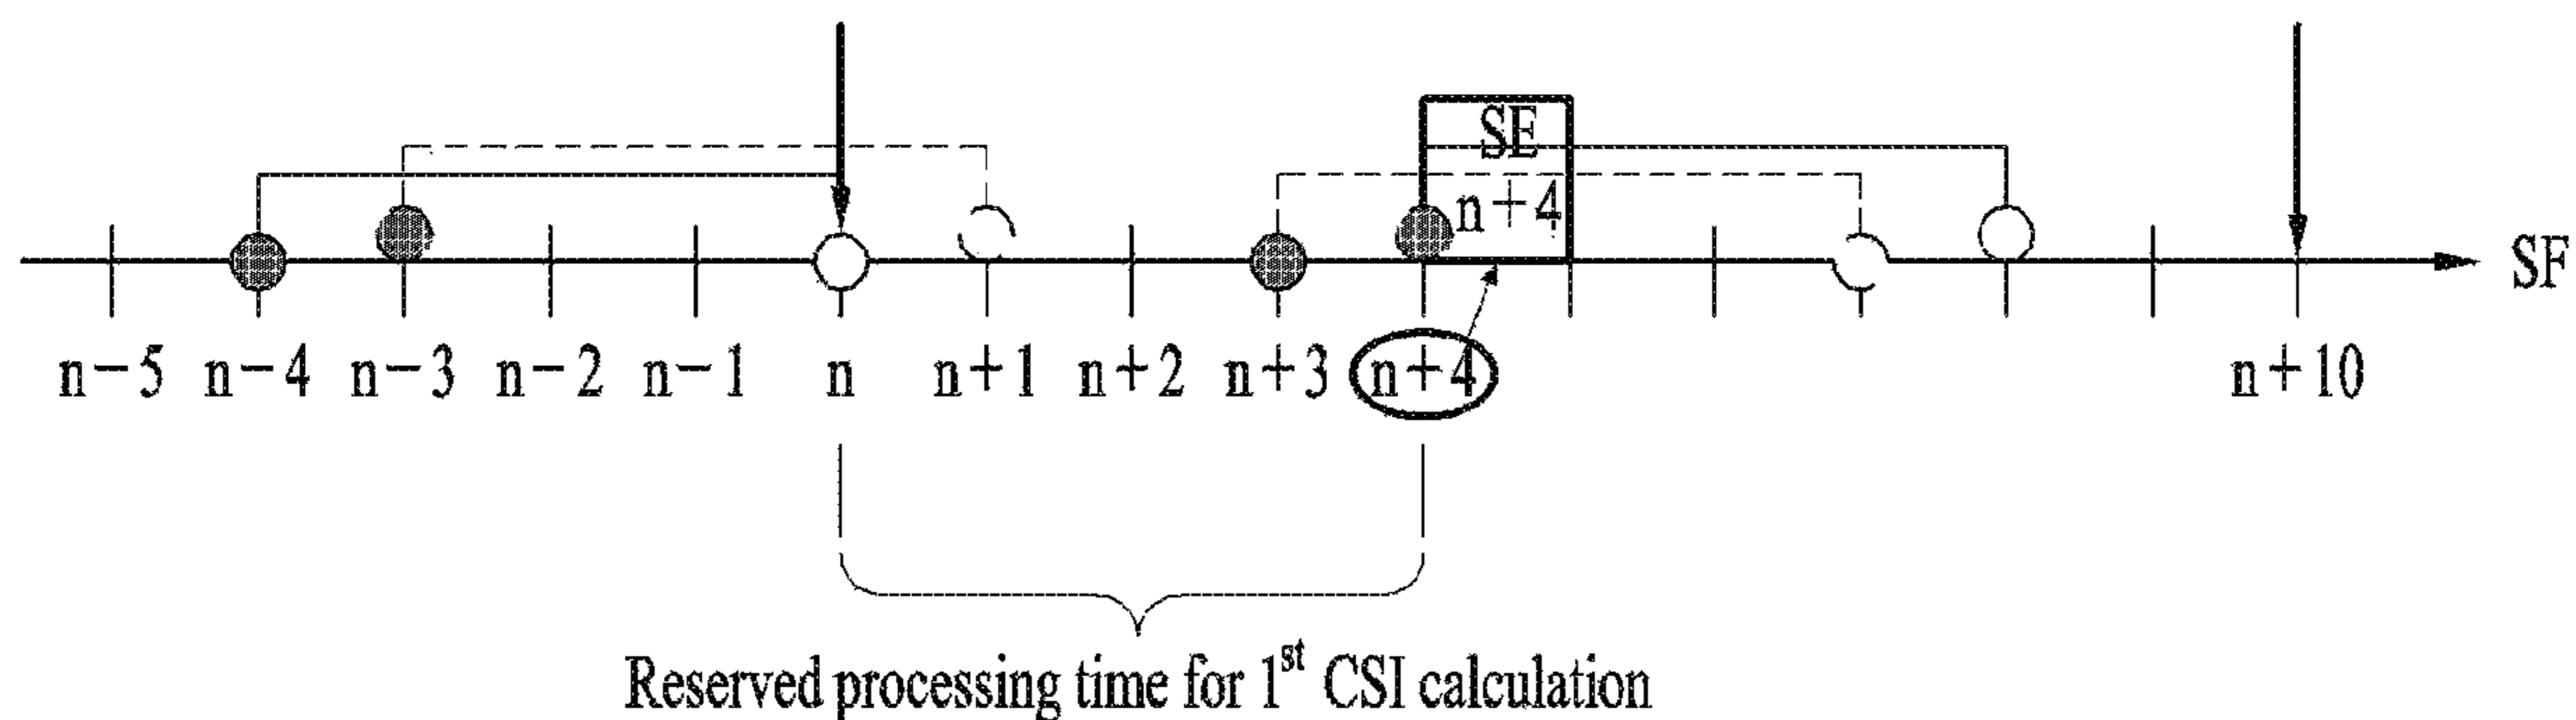 SE
n+4
SF
n−5 n−4 n−3 n−2 n−1 n n+1 n+2 n+3 n+4 n+10
Reserved processing time for 1st CSI calculation